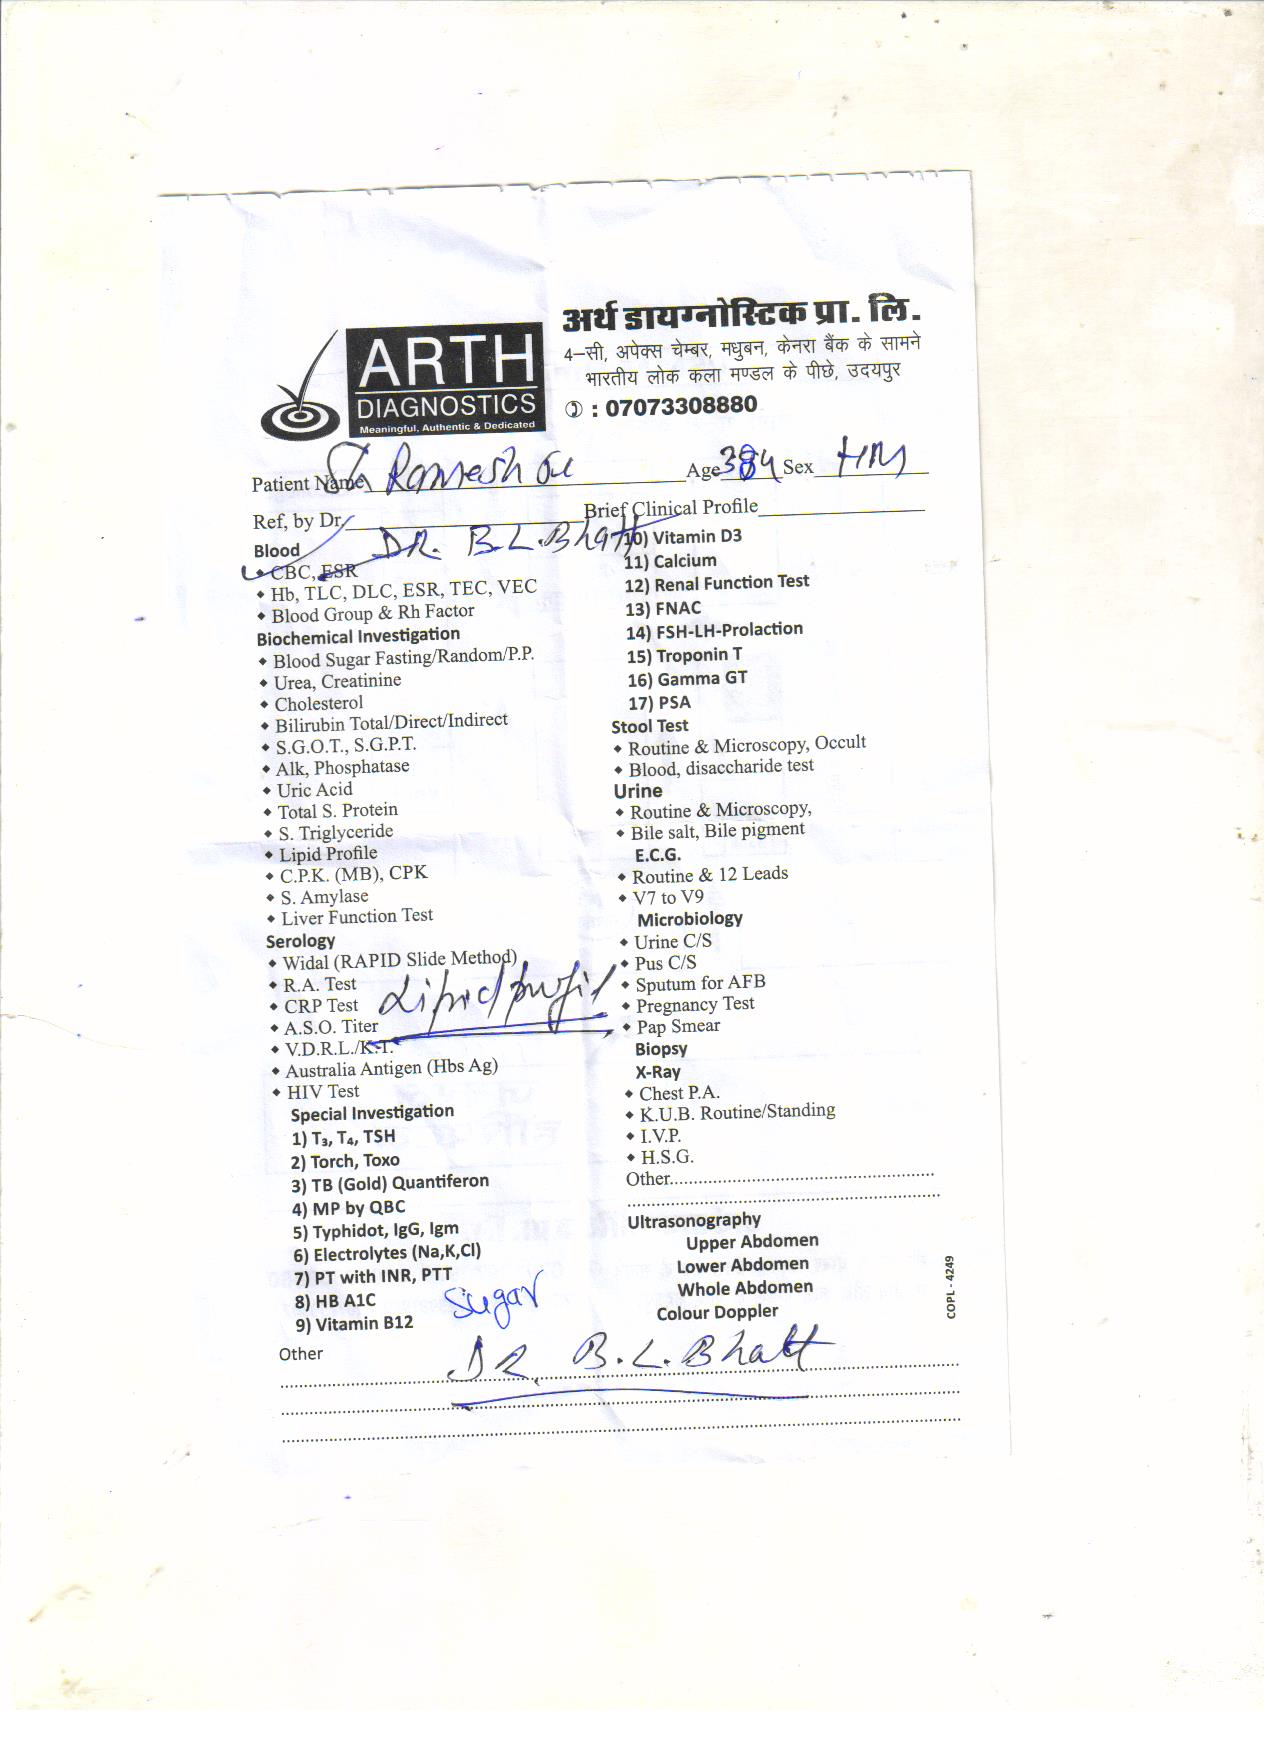 अर्थ डायग्नोस्टिक प्रा. लि.
4–सी, अपेक्स चेम्बर, मधुबन, केनरा बैंक के सामने
भारतीय लोक कला मण्डल के पीछे, उदयपुर
✆ : 07073308880
ARTH
DIAGNOSTICS
Meaningful, Authentic & Dedicated
Patient Name Ramesh Age 38y Sex
Ref, by Dr. DR. B.L. Bhatt Brief Clinical Profile
Blood
CBC, ESR
Hb, TLC, DLC, ESR, TEC, VEC
Blood Group & Rh Factor
Biochemical Investigation
Blood Sugar Fasting/Random/P.P.
Urea, Creatinine
Cholesterol
Bilirubin Total/Direct/Indirect
S.G.O.T., S.G.P.T.
Alk, Phosphatase
Uric Acid
Total S. Protein
S. Triglyceride
Lipid Profile
C.P.K. (MB), CPK
S. Amylase
Liver Function Test
Serology
Widal (RAPID Slide Method)
R.A. Test
CRP Test
Lipid profil
A.S.O. Titer
V.D.R.L./K.T.
Australia Antigen (Hbs Ag)
HIV Test
Special Investigation
1) T₃, T₄, TSH
2) Torch, Toxo
3) TB (Gold) Quantiferon
4) MP by QBC
5) Typhidot, IgG, Igm
6) Electrolytes (Na,K,Cl)
7) PT with INR, PTT
8) HB A1C
Sugar
9) Vitamin B12
10) Vitamin D3
11) Calcium
12) Renal Function Test
13) FNAC
14) FSH-LH-Prolaction
15) Troponin T
16) Gamma GT
17) PSA
Stool Test
Routine & Microscopy, Occult
Blood, disaccharide test
Urine
Routine & Microscopy,
Bile salt, Bile pigment
E.C.G.
Routine & 12 Leads
V7 to V9
Microbiology
Urine C/S
Pus C/S
Sputum for AFB
Pregnancy Test
Pap Smear
Biopsy
X-Ray
Chest P.A.
K.U.B. Routine/Standing
I.V.P.
H.S.G.
Other
Ultrasonography
Upper Abdomen
Lower Abdomen
Whole Abdomen
Colour Doppler
COPL - 4249
Other
DR. B.L. Bhatt